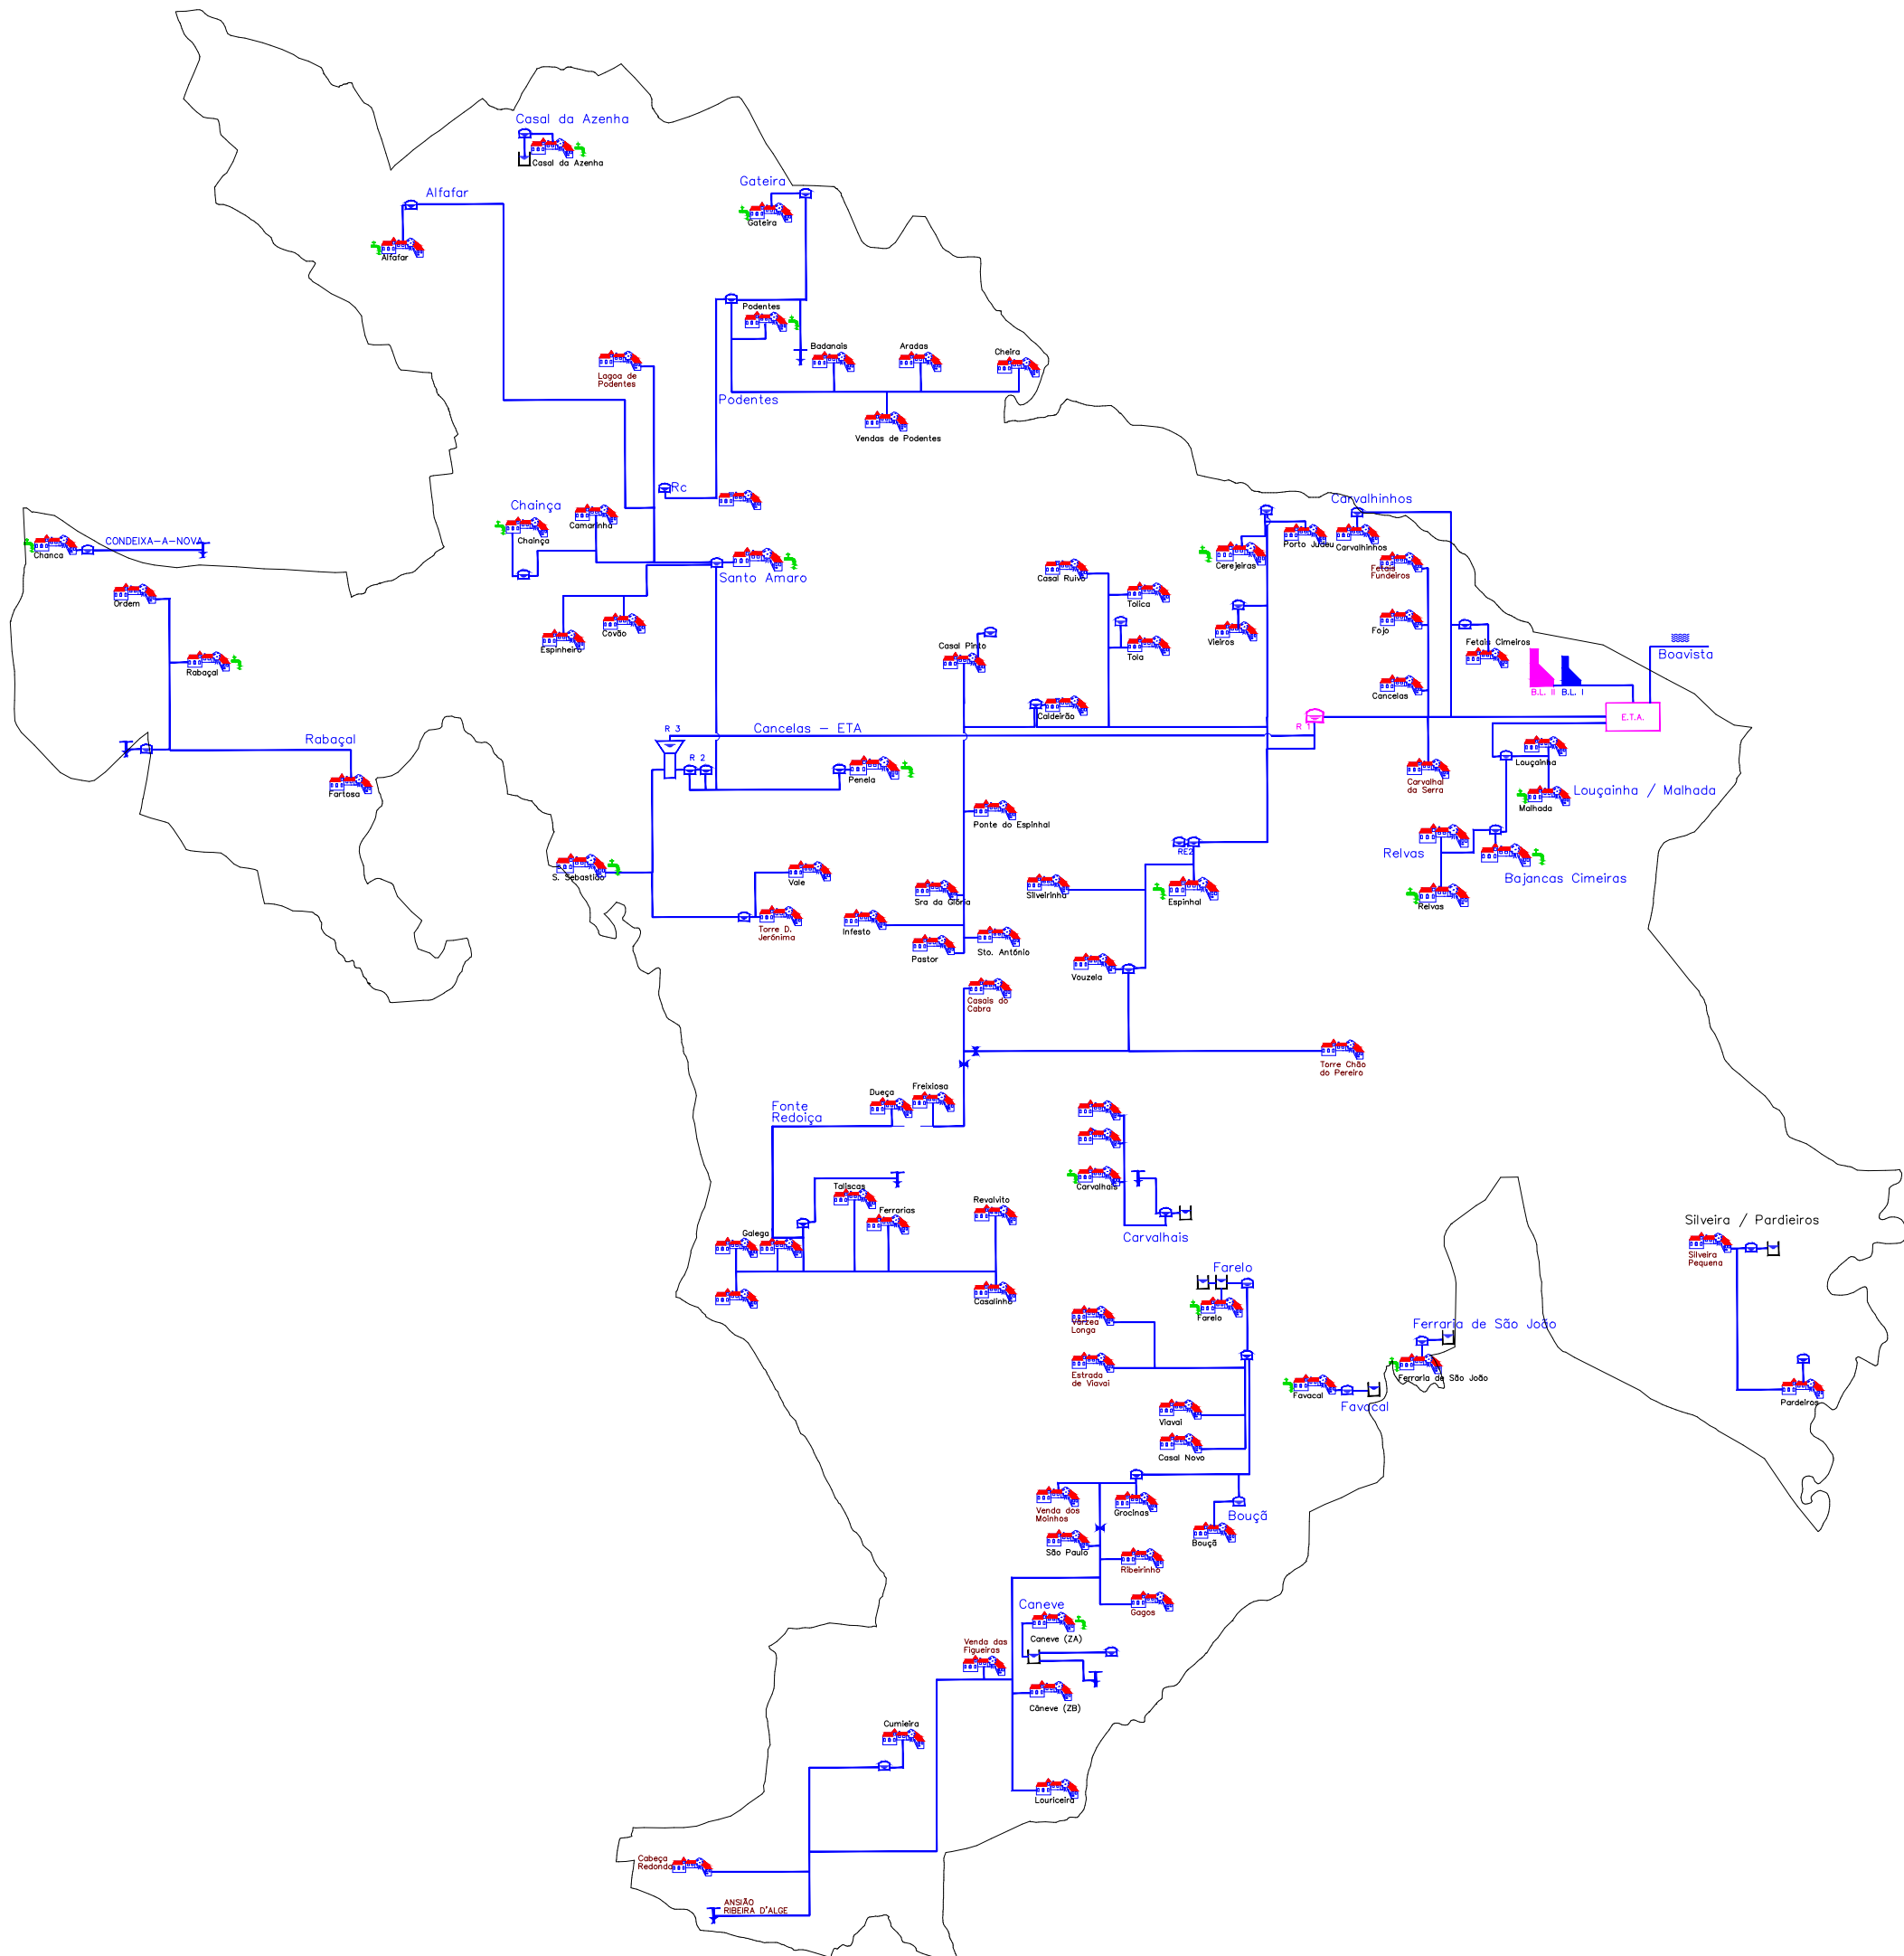 Casal da Azenha
Casal da Azenha
Gateira
Gateira
Alfafar
Alfafar
Podentes
Badanais
Aradas
Cheira
Lagoa de
Podentes
Podentes
Vendas de Podentes
Rc
Chainça
Camarinha
Chainça
Carvalhinhos
Porto Judeu
Carvalhinhos
CONDEIXA-A-NOVA
Chanca
Cerejeiras
Fetais
Fundeiros
Santo Amaro
Casal Ruivo
Ordem
Tolica
Covão
Espinheiro
Fojo
Vieiros
Fetais Cimeiros
Casal Pinto
Tola
Boavista
Rabaçal
Cancelas
B.L. II
B.L. I
Caldeirão
E.T.A.
R 1
R 3
Cancelas – ETA
Rabaçal
R 2
Penela
Louçainha
Carvalhal
da Serra
Louçainha / Malhada
Fartosa
Malhada
Ponte do Espinhal
RE2
Relvas
S. Sebastião
Vale
Bajancas Cimeiras
Silveirinha
Sra da Glória
Espinhal
Relvas
Torre D.
Jerónima
Infesto
Pastor
Sto. António
Vouzela
Casais do
Cabra
Torre Chão
do Pereiro
Dueça
Freixiosa
Fonte
Redoiça
Carvalhais
Taliscas
Revalvito
Ferrarias
Silveira / Pardieiros
Galega
Carvalhais
Silveira
Pequena
Farelo
Casalinho
Farelo
Várzea
Longa
Ferraria de São João
Estrada
de Viavai
Ferraria de São João
Favacal
Favacal
Pardeiros
Viavai
Casal Novo
Venda dos
Moinhos
Grocinas
Bouçã
Bouçã
São Paulo
Ribeirinho
Gagos
Caneve
Caneve (ZA)
Venda das
Figueiras
Câneve (ZB)
Cumieira
Louriceira
Cabeça
Redonda
ANSIÃO
RIBEIRA D'ALGE